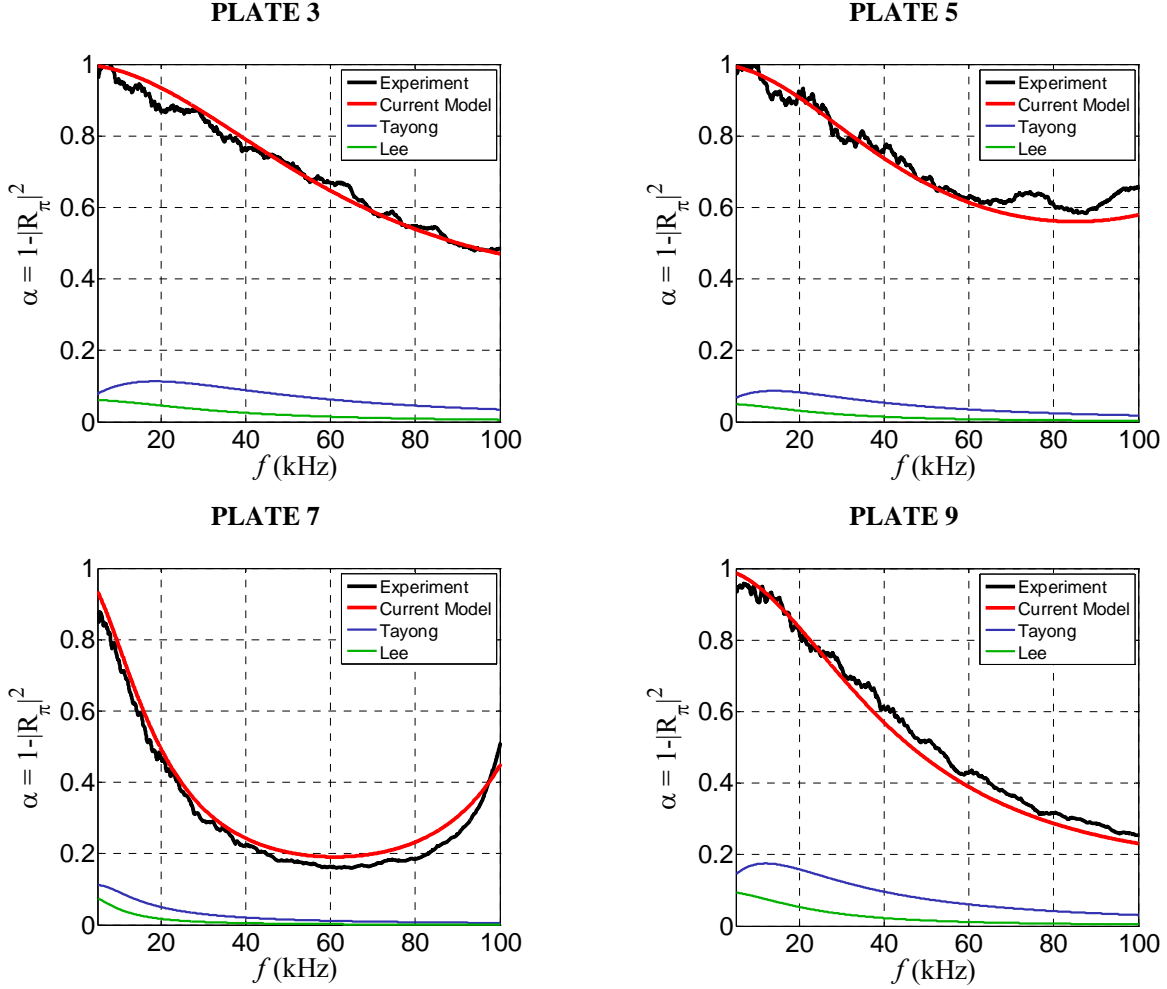 PLATE 3
1
0.8
0.6
0.4
0.2
0
α = 1-|R_π|²
20 40 60 80 100
f (kHz)
Experiment
Current Model
Tayong
Lee
PLATE 5
1
0.8
0.6
0.4
0.2
0
α = 1-|R_π|²
20 40 60 80 100
f (kHz)
Experiment
Current Model
Tayong
Lee
PLATE 7
1
0.8
0.6
0.4
0.2
0
α = 1-|R_π|²
20 40 60 80 100
f (kHz)
Experiment
Current Model
Tayong
Lee
PLATE 9
1
0.8
0.6
0.4
0.2
0
α = 1-|R_π|²
20 40 60 80 100
f (kHz)
Experiment
Current Model
Tayong
Lee